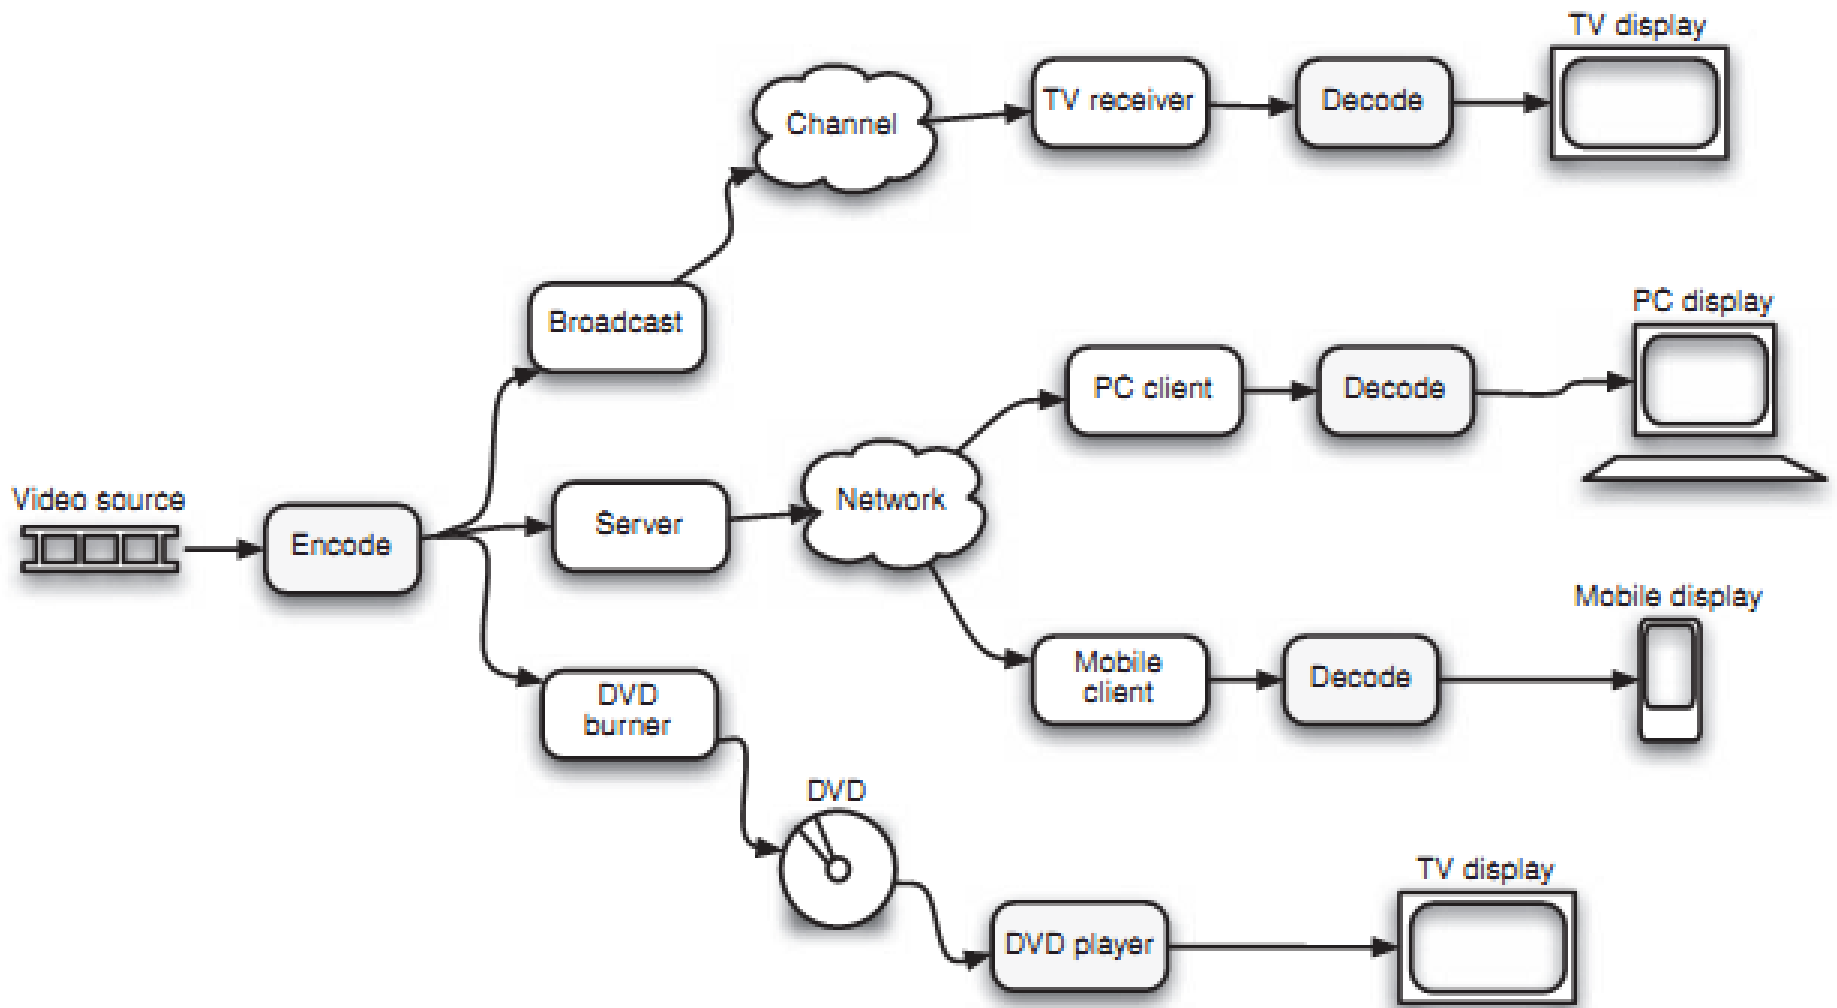 TV display
Channel
TV receiver
Decode
Broadcast
PC display
PC client
Decode
Video source
Encode
Server
Network
Mobile display
Mobile
client
Decode
DVD
burner
DVD
TV display
DVD player